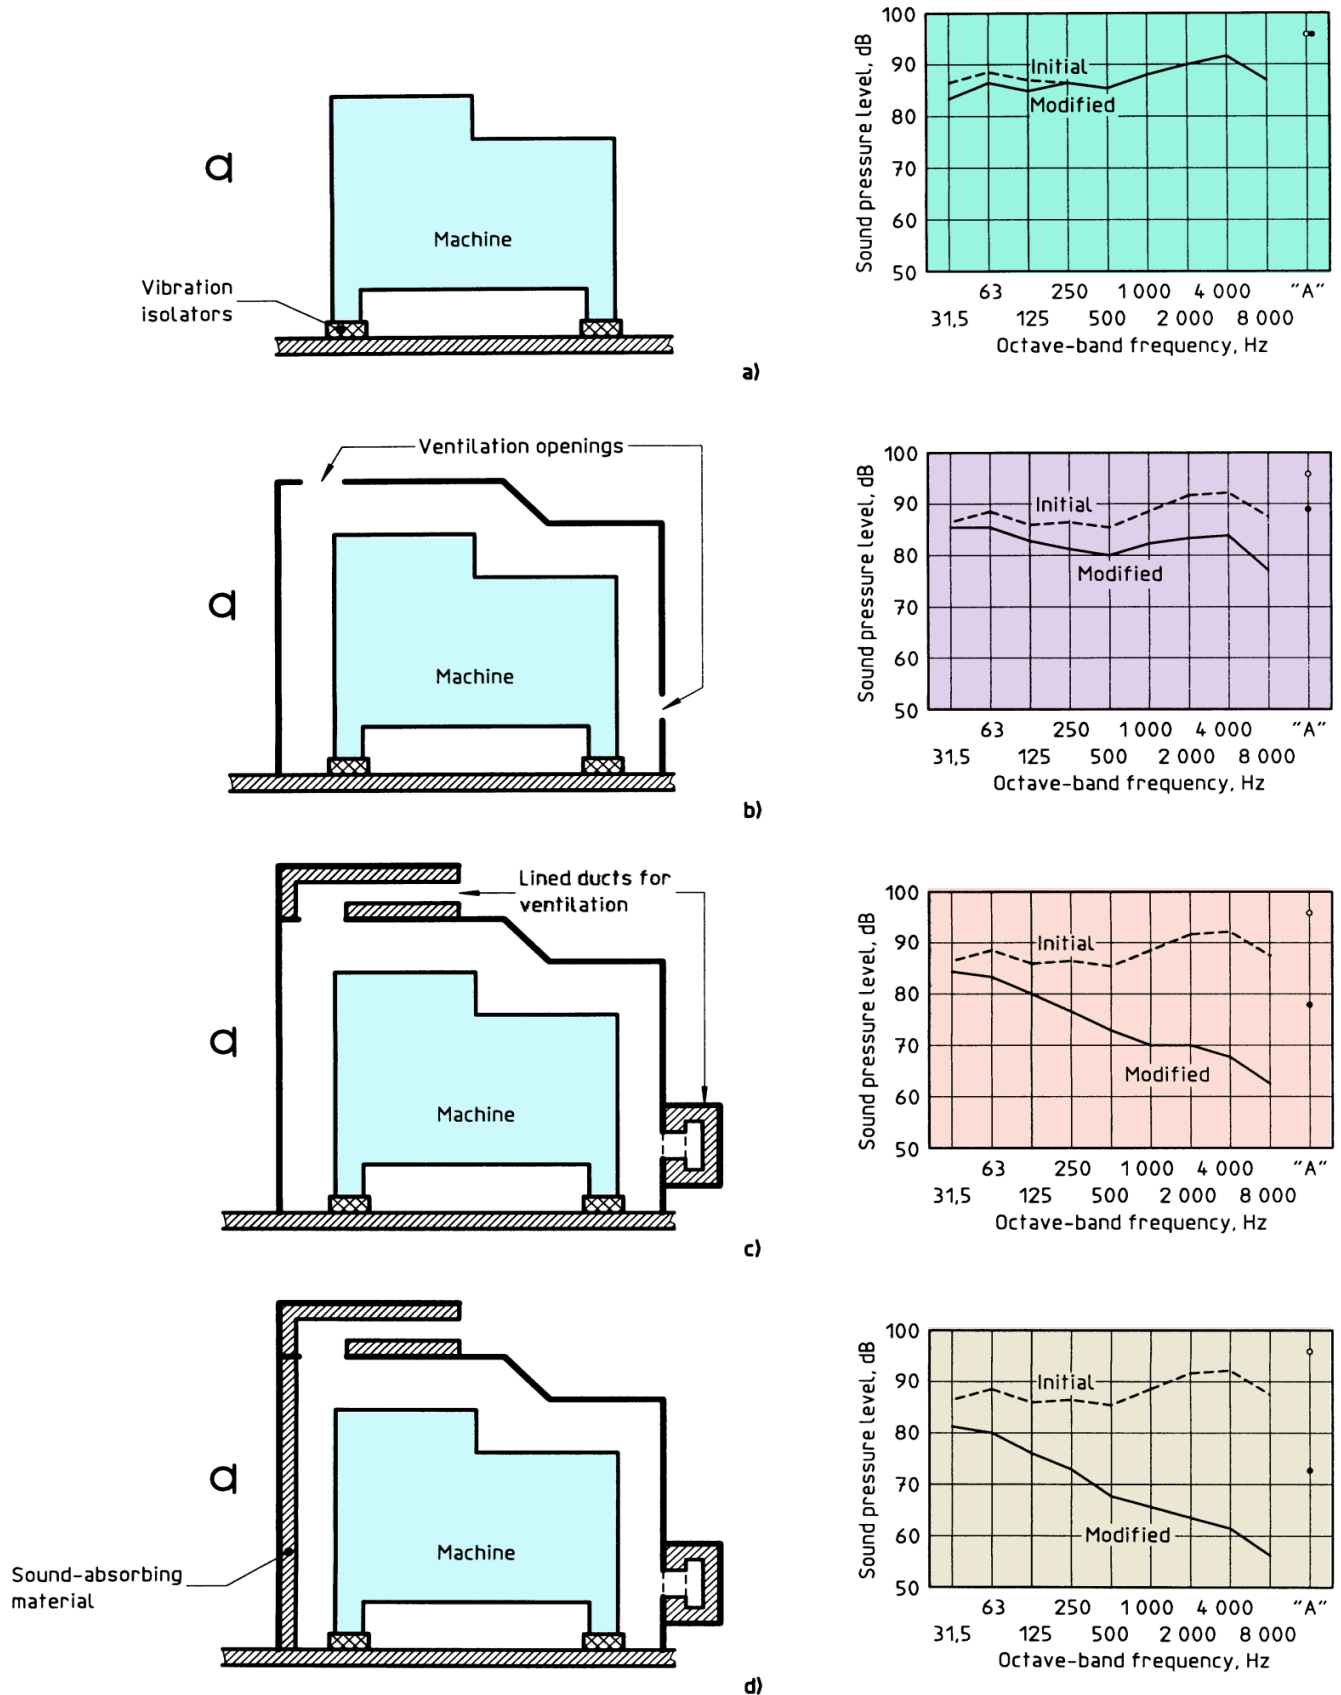 Machine
Vibration
isolators
a)
Sound pressure level, dB
100
90
80
70
60
50
Initial
Modified
63 250 1 000 4 000 "A"
31,5 125 500 2 000 8 000
Octave-band frequency, Hz
Ventilation openings
Machine
b)
Sound pressure level, dB
100
90
80
70
60
50
Initial
Modified
63 250 1 000 4 000 "A"
31,5 125 500 2 000 8 000
Octave-band frequency, Hz
Lined ducts for
ventilation
Machine
c)
Sound pressure level, dB
100
90
80
70
60
50
Initial
Modified
63 250 1 000 4 000 "A"
31,5 125 500 2 000 8 000
Octave-band frequency, Hz
Machine
Sound-absorbing
material
d)
Sound pressure level, dB
100
90
80
70
60
50
Initial
Modified
63 250 1 000 4 000 "A"
31,5 125 500 2 000 8 000
Octave-band frequency, Hz